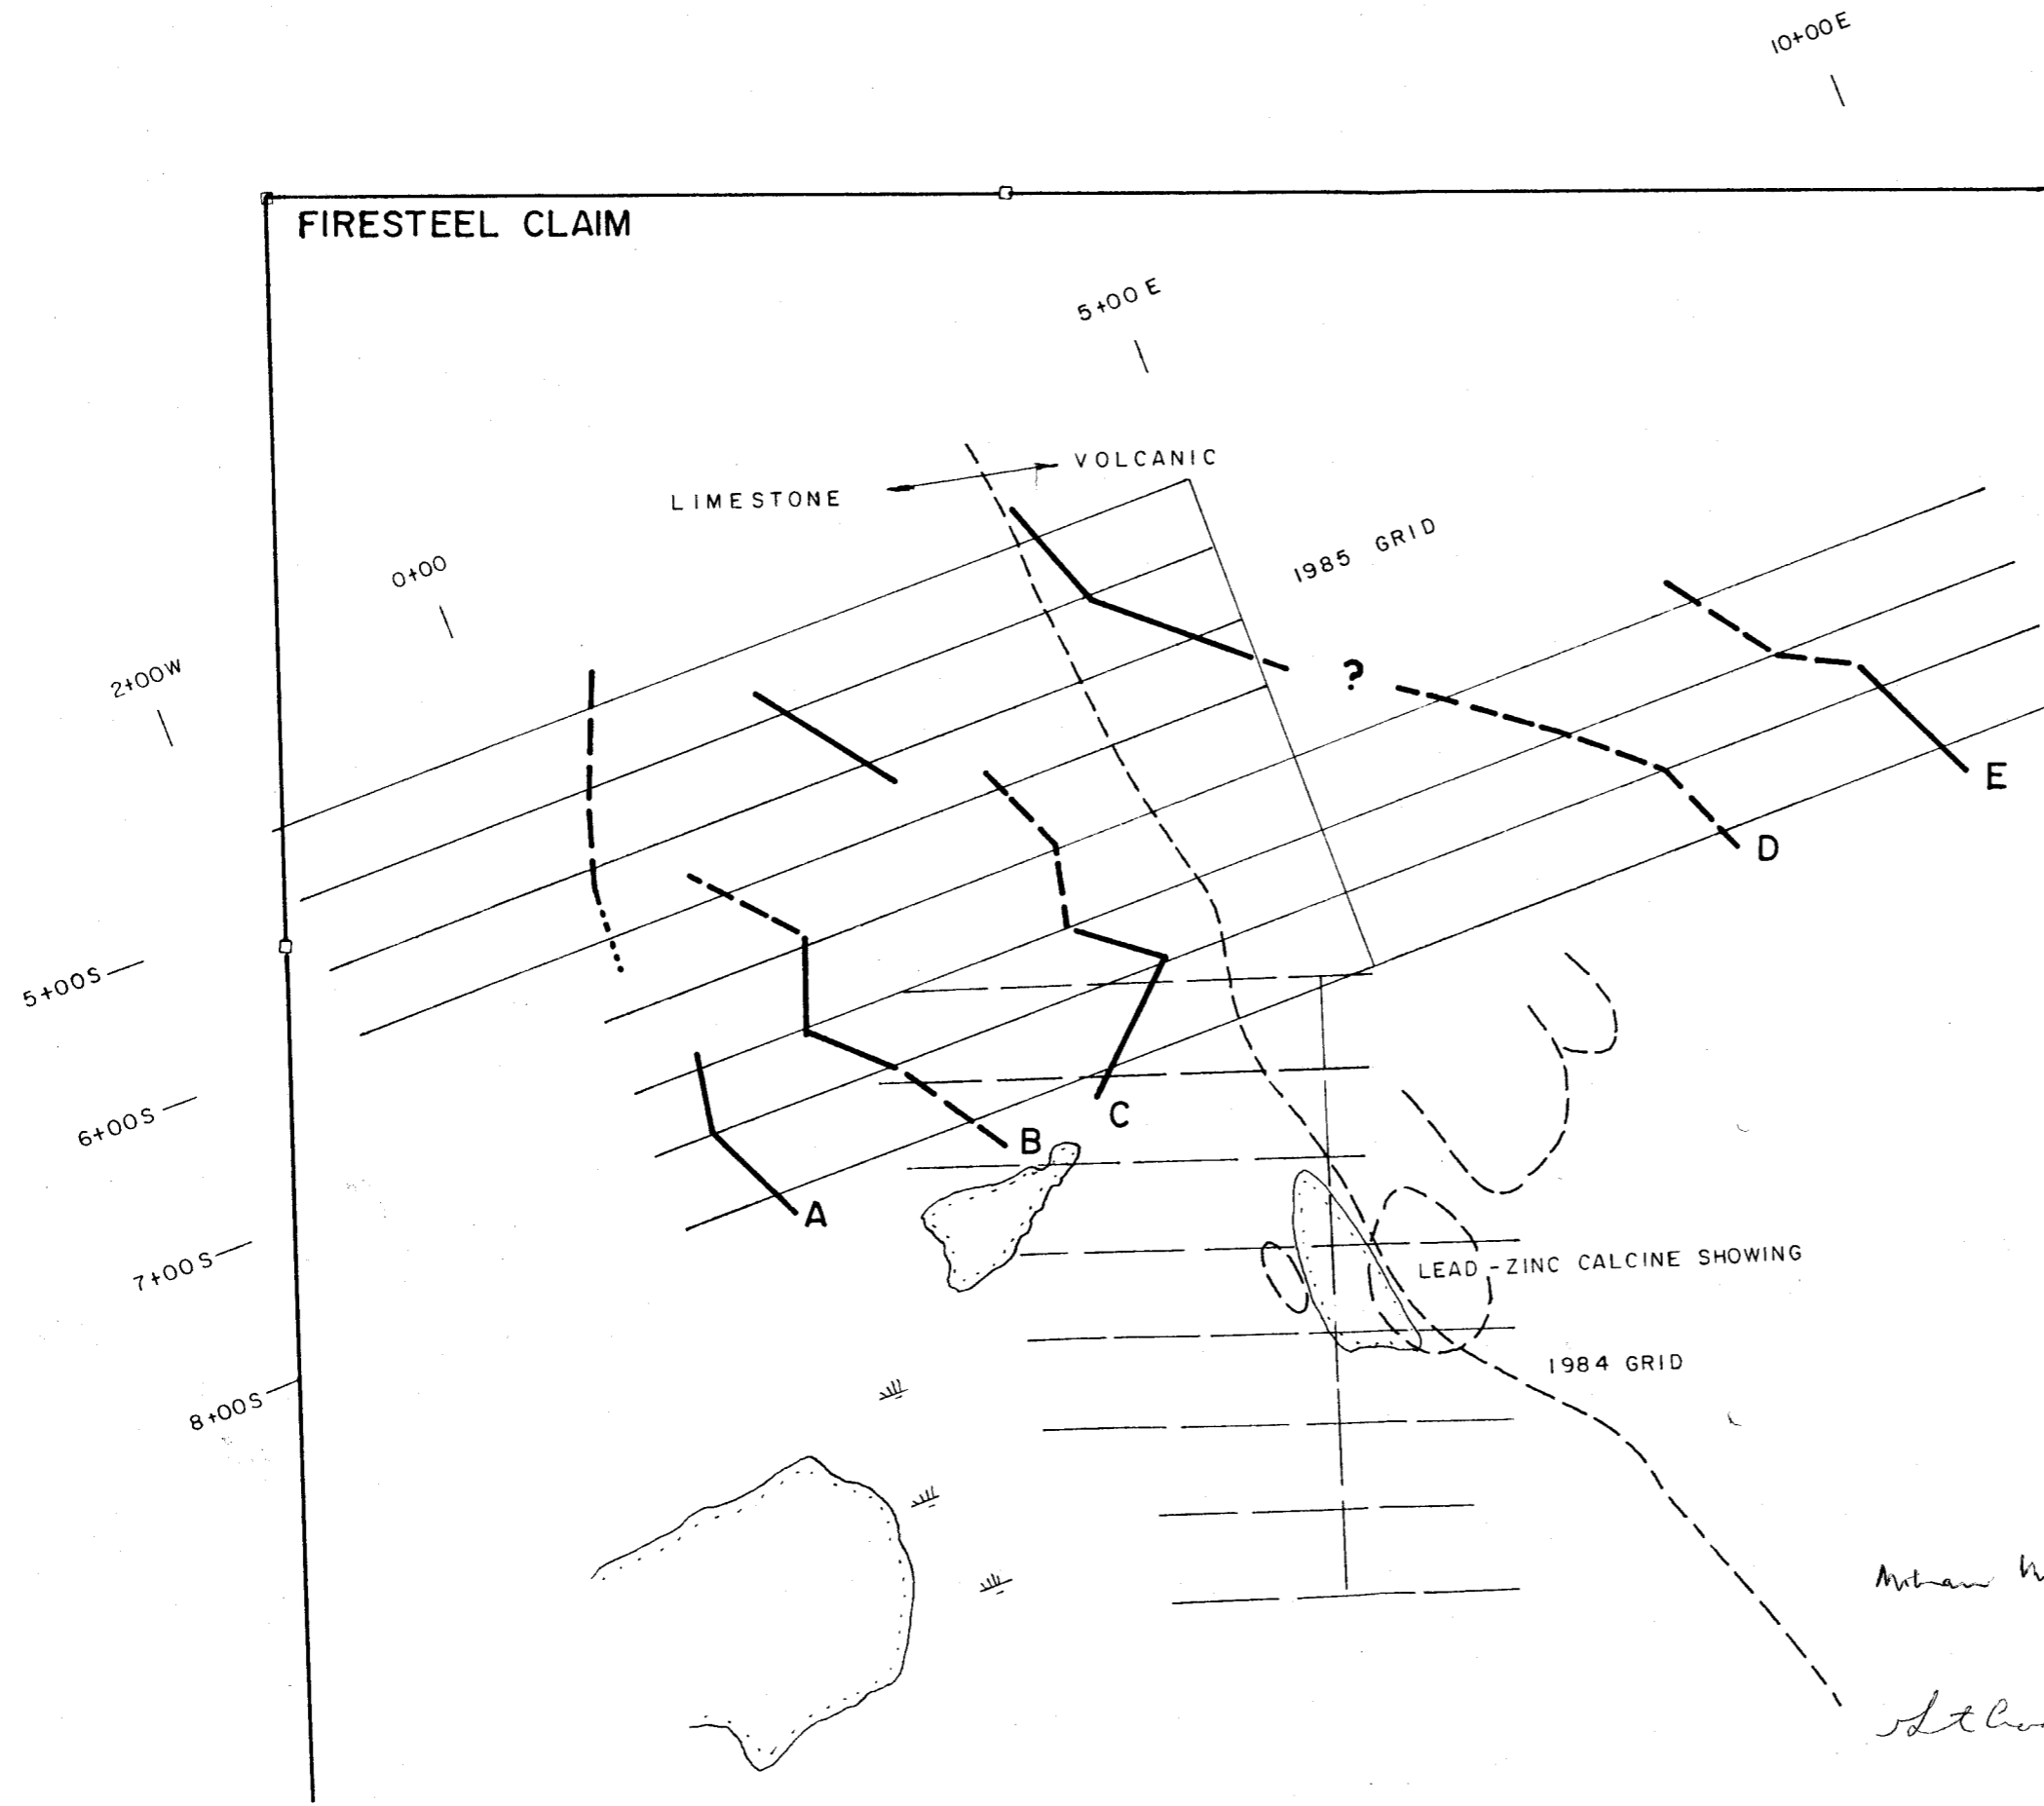 10+00E
FIRESTEEL CLAIM
5+00 E
VOLCANIC
LIMESTONE
1985 GRID
0+00
?
2+00W
E
D
5+00S
C
6+00S
B
A
7+00S
LEAD-ZINC CALCINE SHOWING
1984 GRID
8+00S